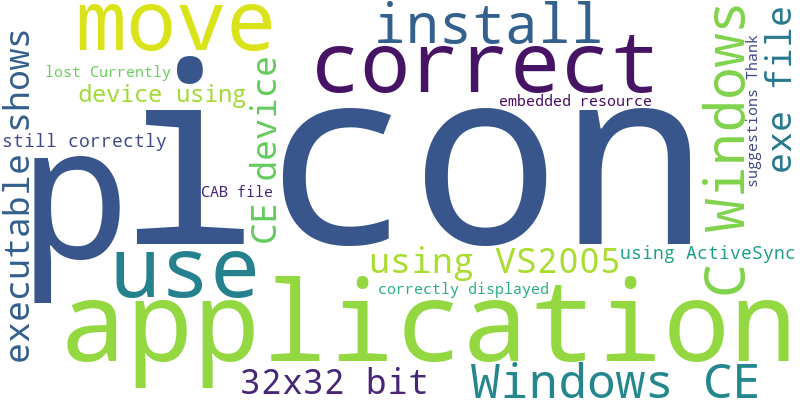 move
install
correct
executable shows
lost Currently
device using
still correctly
p
icon
embedded resource
CAB file
CE device
C Windows
suggestions Thank
exe file
use
using VS2005
using ActiveSync
correctly displayed
application
32x32 bit
Windows CE